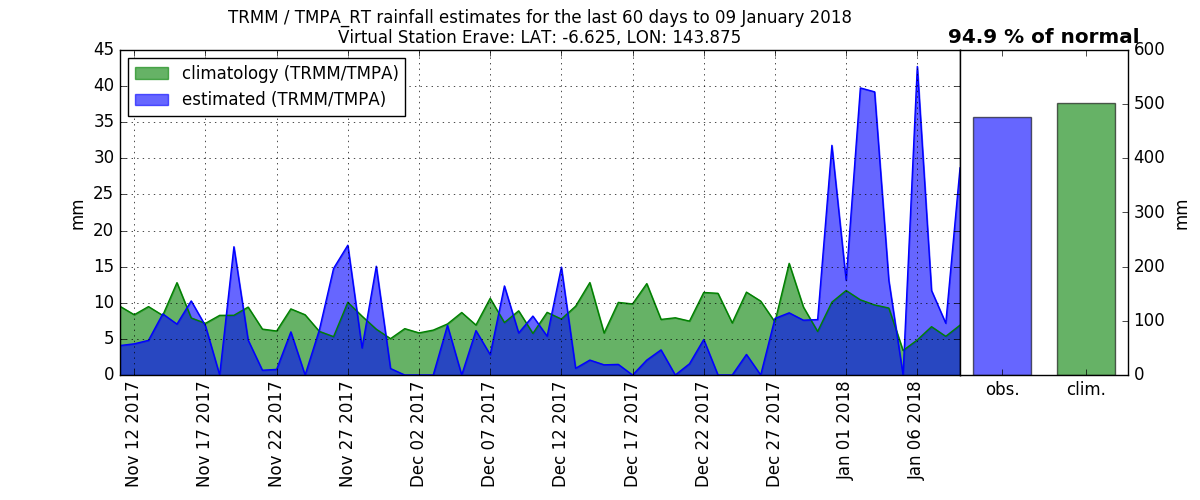 TRMM / TMPA_RT rainfall estimates for the last 60 days to 09 January 2018
Virtual Station Erave: LAT: -6.625, LON: 143.875
94.9 % of normal
climatology (TRMM/TMPA)
estimated (TRMM/TMPA)
45
40
35
30
25
20
15
10
5
0
mm
Nov 12 2017
Nov 17 2017
Nov 22 2017
Nov 27 2017
Dec 02 2017
Dec 07 2017
Dec 12 2017
Dec 17 2017
Dec 22 2017
Dec 27 2017
Jan 01 2018
Jan 06 2018
obs.
clim.
600
500
400
300
200
100
0
mm